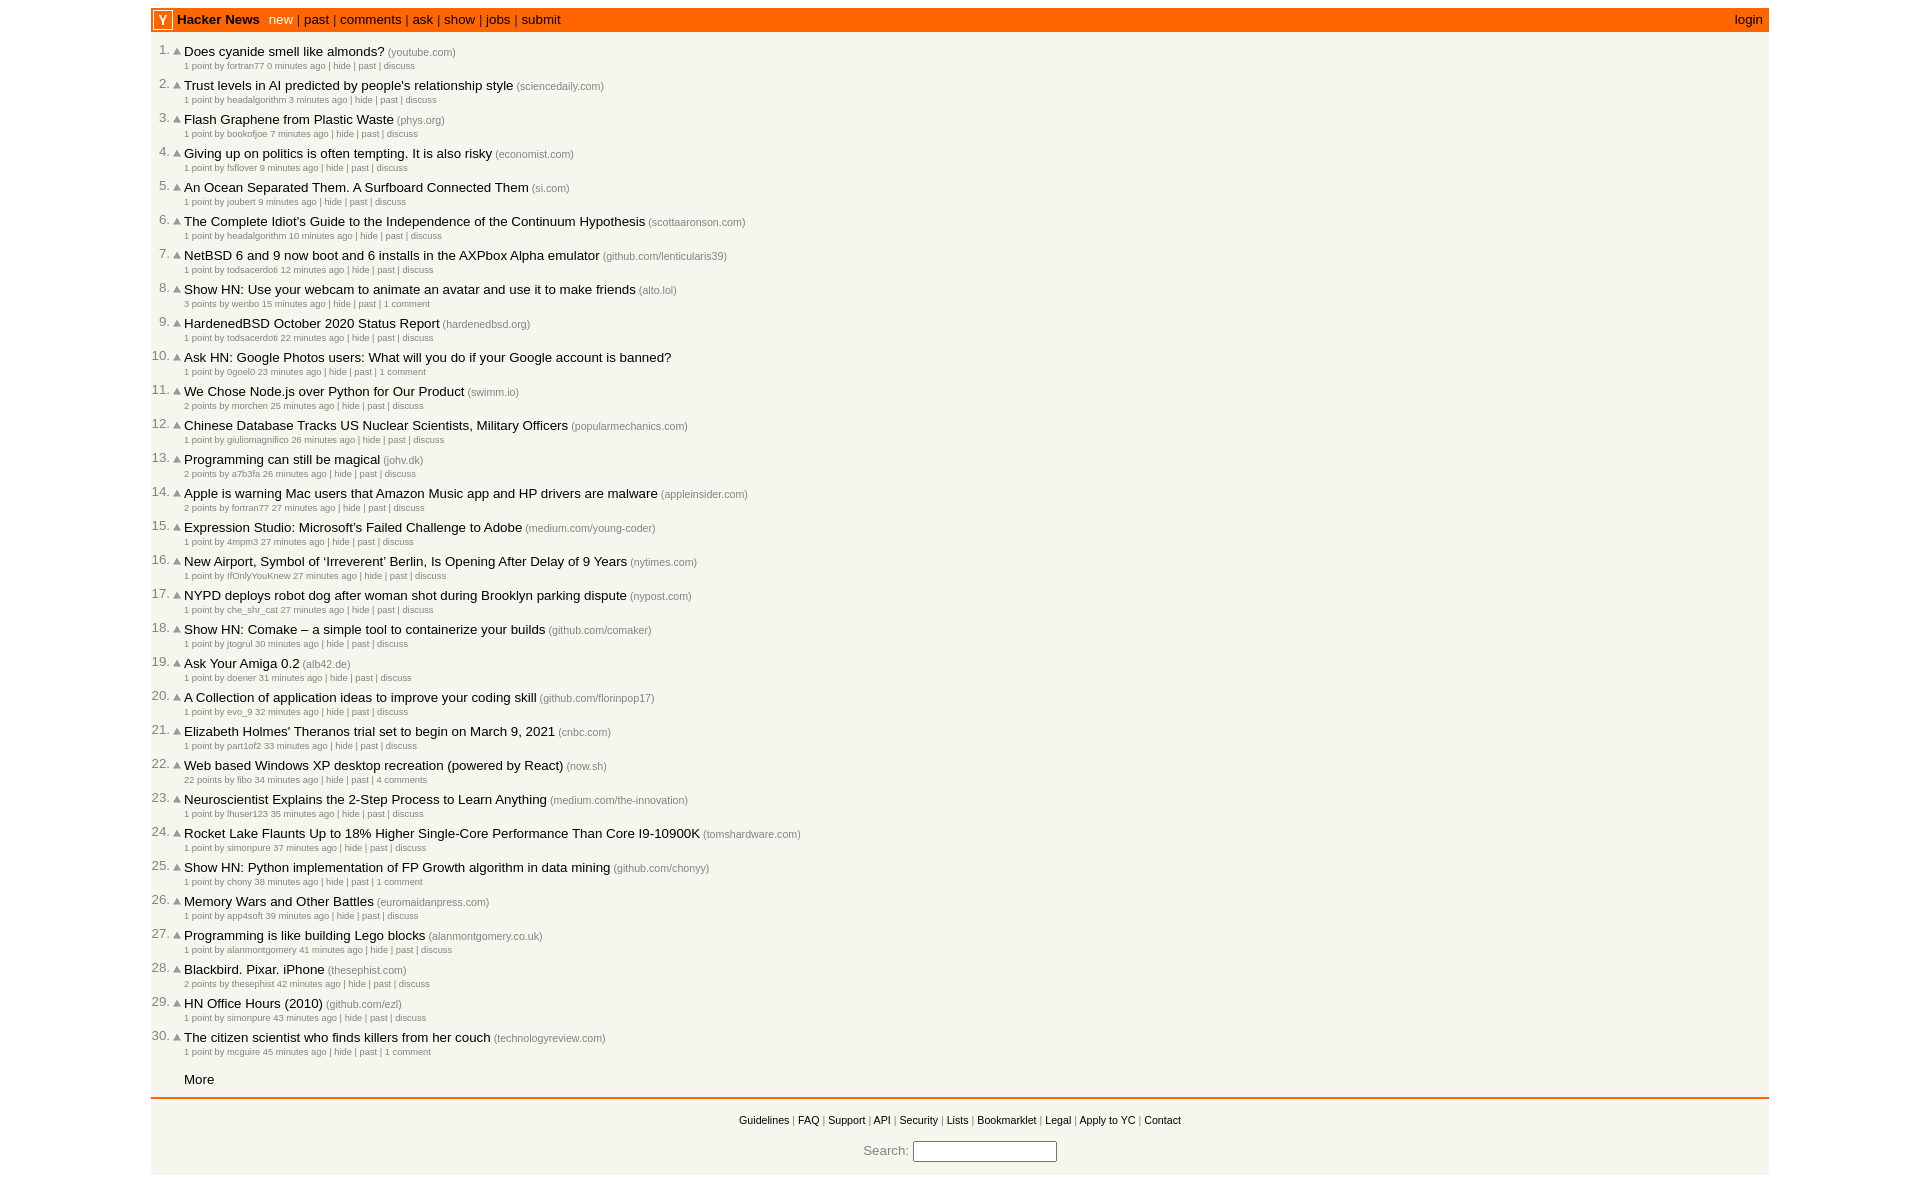 Y Hacker News new | past | comments | ask | show | jobs | submit login
1. Does cyanide smell like almonds? (youtube.com)
1 point by fortran77 0 minutes ago | hide | past | discuss
2. Trust levels in AI predicted by people's relationship style (sciencedaily.com)
1 point by headalgorithm 3 minutes ago | hide | past | discuss
3. Flash Graphene from Plastic Waste (phys.org)
1 point by bookofjoe 7 minutes ago | hide | past | discuss
4. Giving up on politics is often tempting. It is also risky (economist.com)
1 point by fsflover 9 minutes ago | hide | past | discuss
5. An Ocean Separated Them. A Surfboard Connected Them (si.com)
1 point by joubert 9 minutes ago | hide | past | discuss
6. The Complete Idiot’s Guide to the Independence of the Continuum Hypothesis (scottaaronson.com)
1 point by headalgorithm 10 minutes ago | hide | past | discuss
7. NetBSD 6 and 9 now boot and 6 installs in the AXPbox Alpha emulator (github.com/lenticularis39)
1 point by todsacerdoti 12 minutes ago | hide | past | discuss
8. Show HN: Use your webcam to animate an avatar and use it to make friends (alto.lol)
3 points by wenbo 15 minutes ago | hide | past | 1 comment
9. HardenedBSD October 2020 Status Report (hardenedbsd.org)
1 point by todsacerdoti 22 minutes ago | hide | past | discuss
10. Ask HN: Google Photos users: What will you do if your Google account is banned?
1 point by 0goel0 23 minutes ago | hide | past | 1 comment
11. We Chose Node.js over Python for Our Product (swimm.io)
2 points by morchen 25 minutes ago | hide | past | discuss
12. Chinese Database Tracks US Nuclear Scientists, Military Officers (popularmechanics.com)
1 point by giuliomagnifico 26 minutes ago | hide | past | discuss
13. Programming can still be magical (johv.dk)
2 points by a7b3fa 26 minutes ago | hide | past | discuss
14. Apple is warning Mac users that Amazon Music app and HP drivers are malware (appleinsider.com)
2 points by fortran77 27 minutes ago | hide | past | discuss
15. Expression Studio: Microsoft’s Failed Challenge to Adobe (medium.com/young-coder)
1 point by 4mpm3 27 minutes ago | hide | past | discuss
16. New Airport, Symbol of ‘Irreverent’ Berlin, Is Opening After Delay of 9 Years (nytimes.com)
1 point by IfOnlyYouKnew 27 minutes ago | hide | past | discuss
17. NYPD deploys robot dog after woman shot during Brooklyn parking dispute (nypost.com)
1 point by che_shr_cat 27 minutes ago | hide | past | discuss
18. Show HN: Comake – a simple tool to containerize your builds (github.com/comaker)
1 point by jtogrul 30 minutes ago | hide | past | discuss
19. Ask Your Amiga 0.2 (alb42.de)
1 point by doener 31 minutes ago | hide | past | discuss
20. A Collection of application ideas to improve your coding skill (github.com/florinpop17)
1 point by evo_9 32 minutes ago | hide | past | discuss
21. Elizabeth Holmes' Theranos trial set to begin on March 9, 2021 (cnbc.com)
1 point by part1of2 33 minutes ago | hide | past | discuss
22. Web based Windows XP desktop recreation (powered by React) (now.sh)
22 points by fibo 34 minutes ago | hide | past | 4 comments
23. Neuroscientist Explains the 2-Step Process to Learn Anything (medium.com/the-innovation)
1 point by lhuser123 35 minutes ago | hide | past | discuss
24. Rocket Lake Flaunts Up to 18% Higher Single-Core Performance Than Core I9-10900K (tomshardware.com)
1 point by simonpure 37 minutes ago | hide | past | discuss
25. Show HN: Python implementation of FP Growth algorithm in data mining (github.com/chonyy)
1 point by chony 38 minutes ago | hide | past | 1 comment
26. Memory Wars and Other Battles (euromaidanpress.com)
1 point by app4soft 39 minutes ago | hide | past | discuss
27. Programming is like building Lego blocks (alanmontgomery.co.uk)
1 point by alanmontgomery 41 minutes ago | hide | past | discuss
28. Blackbird. Pixar. iPhone (thesephist.com)
2 points by thesephist 42 minutes ago | hide | past | discuss
29. HN Office Hours (2010) (github.com/ezl)
1 point by simonpure 43 minutes ago | hide | past | discuss
30. The citizen scientist who finds killers from her couch (technologyreview.com)
1 point by mcguire 45 minutes ago | hide | past | 1 comment
More
Guidelines | FAQ | Support | API | Security | Lists | Bookmarklet | Legal | Apply to YC | Contact
Search: